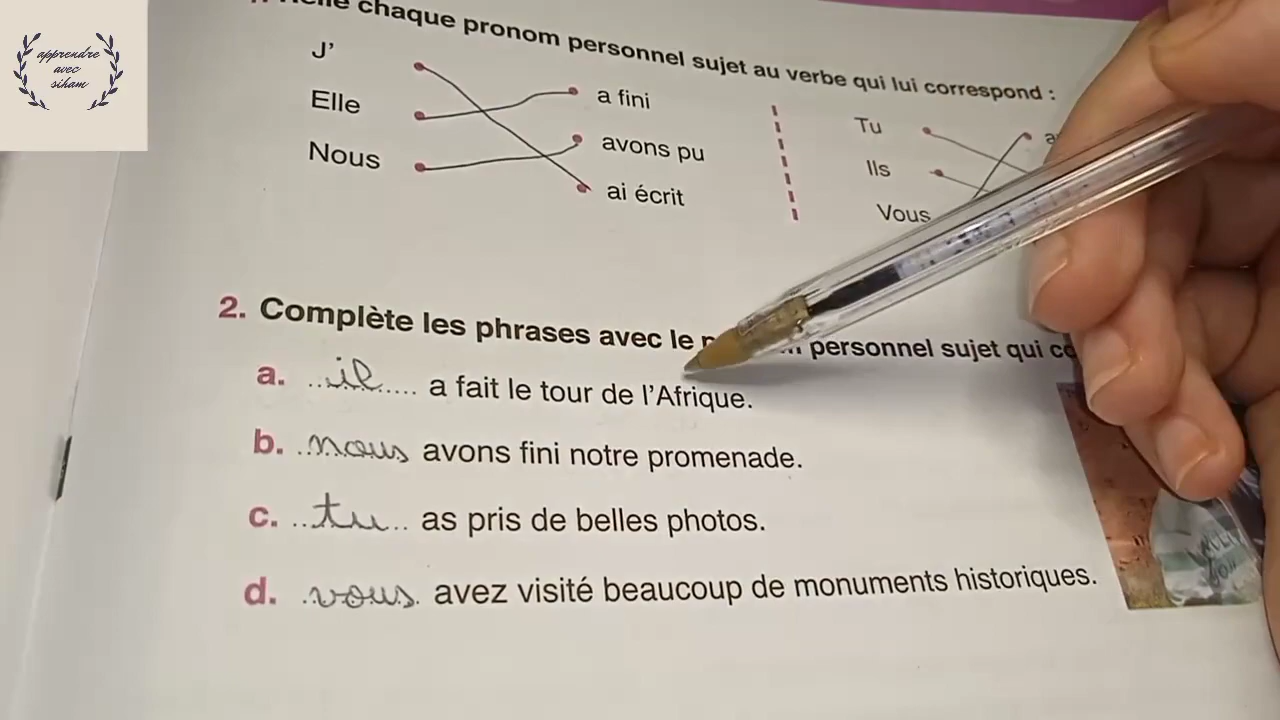 apprendre
avec
siham
chaque pronom personnel sujet au verbe qui lui correspond :
J'
Elle
Nous
a fini
avons pu
ai écrit
Tu
Ils
Vous
2. Complète les phrases avec le personnel sujet qui
a. ..il..... a fait le tour de l'Afrique.
b. .nous avons fini notre promenade.
c. ..tu.. as pris de belles photos.
d. .vous. avez visité beaucoup de monuments historiques.